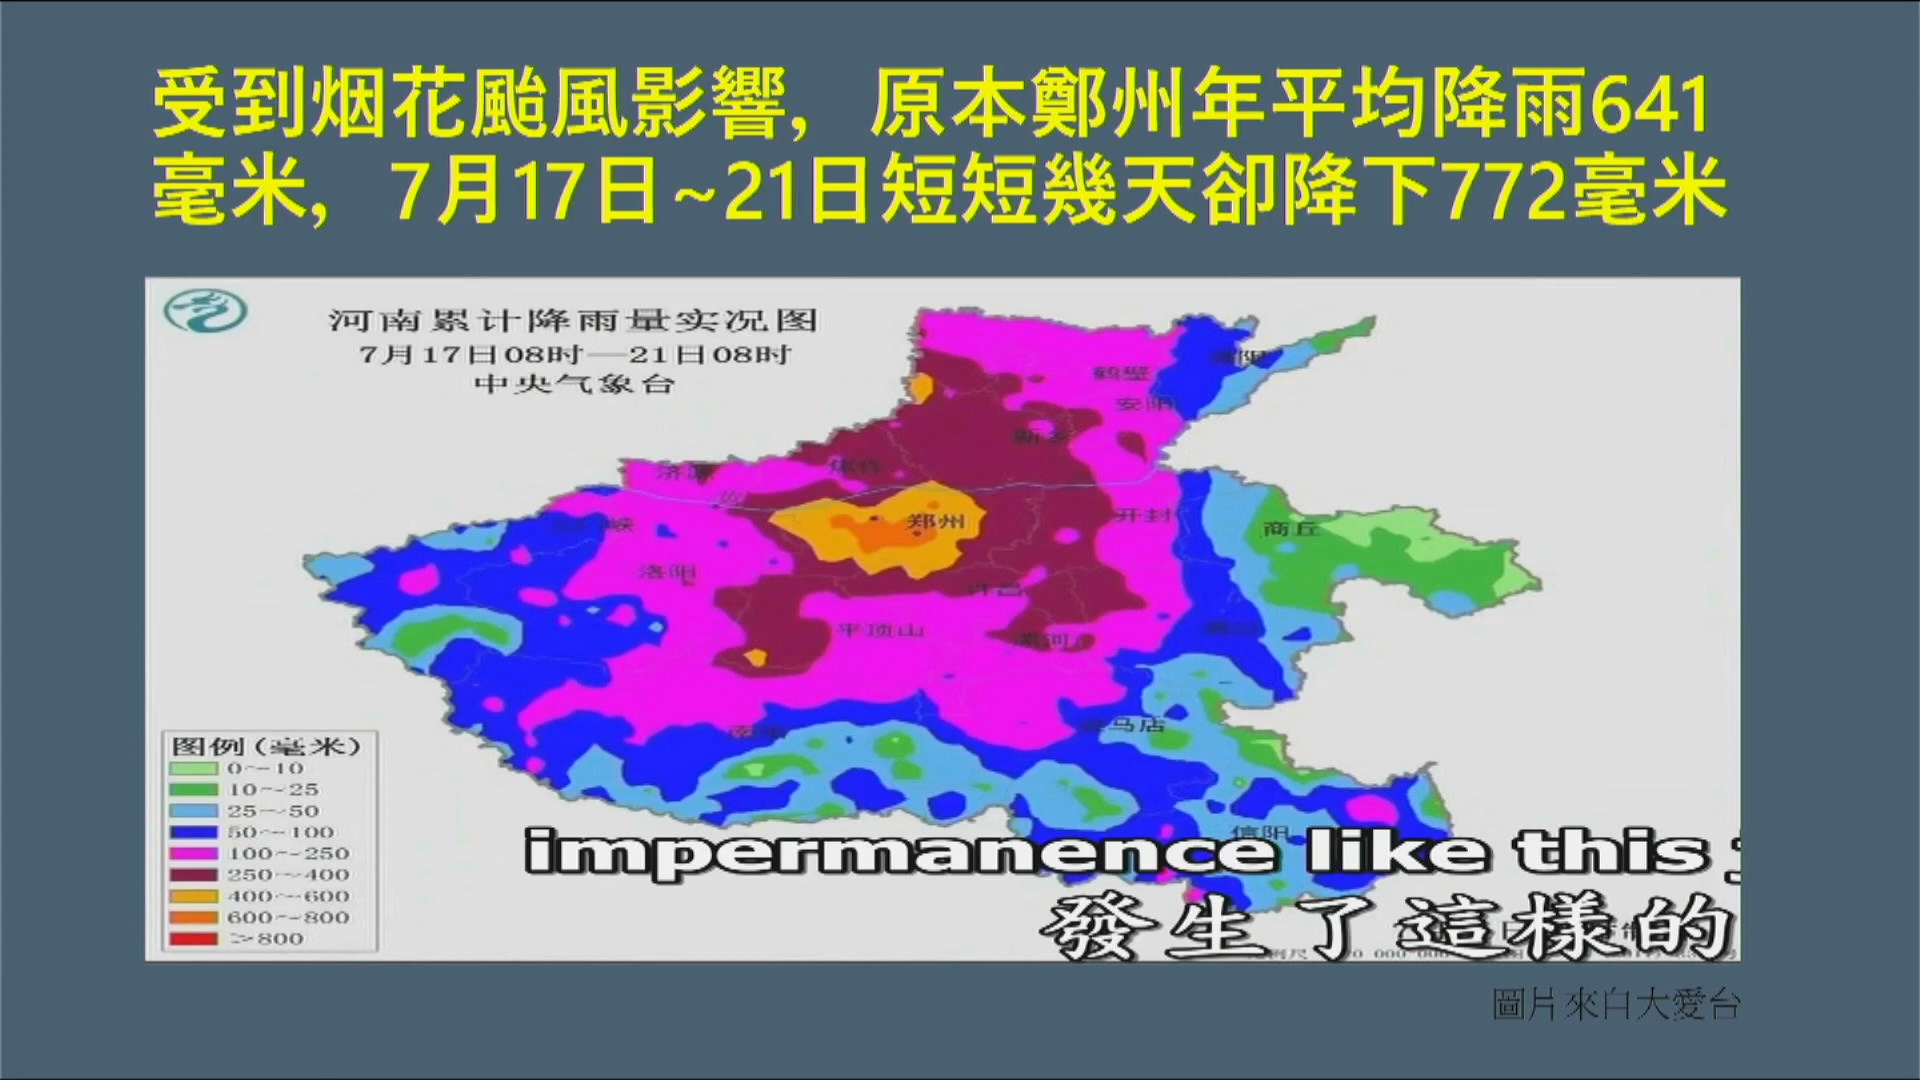 受到烟花颱風影響，原本鄭州年平均降雨641
毫米，7月17日~21日短短幾天卻降下772毫米
河南累计降雨量实况图
7月17日08时—21日08时
中央气象台
鹤壁
安阳
新乡
济源
焦作
郑州
开封
商丘
洛阳
许昌
平顶山
漯河
马店
信阳
图例(毫米)
0~10
10~25
25~50
50~100
100~250
250~400
400~600
600~800
≥800
impermanence like this
發生了這樣的
圖片來自大愛台